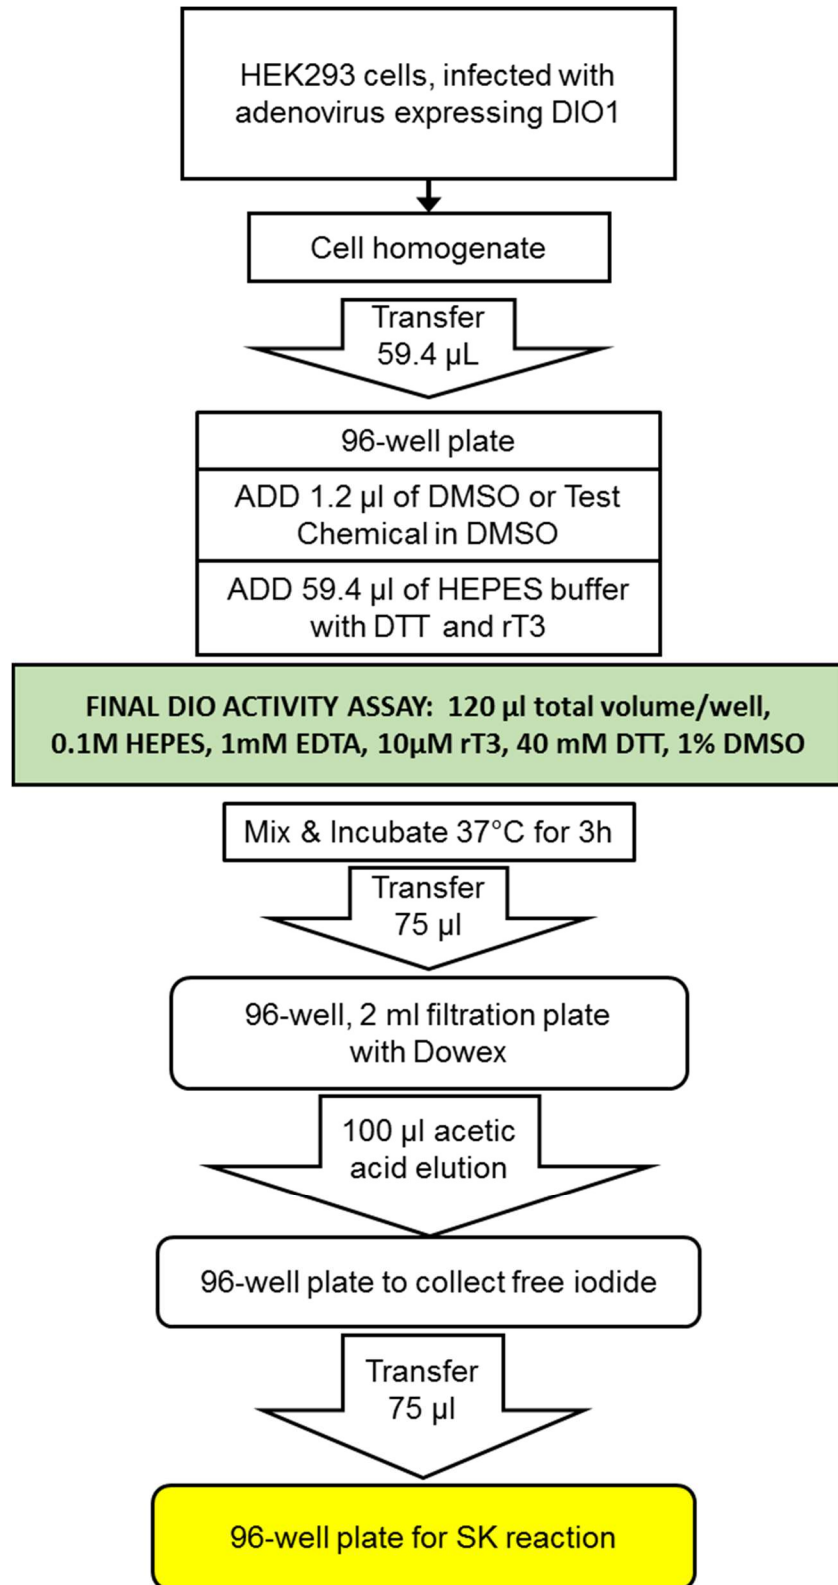 HEK293 cells, infected with
adenovirus expressing DIO1
Cell homogenate
Transfer
59.4 µL
96-well plate
ADD 1.2 µl of DMSO or Test
Chemical in DMSO
ADD 59.4 µl of HEPES buffer
with DTT and rT3
FINAL DIO ACTIVITY ASSAY: 120 µl total volume/well,
0.1M HEPES, 1mM EDTA, 10µM rT3, 40 mM DTT, 1% DMSO
Mix & Incubate 37°C for 3h
Transfer
75 µl
96-well, 2 ml filtration plate
with Dowex
100 µl acetic
acid elution
96-well plate to collect free iodide
Transfer
75 µl
96-well plate for SK reaction